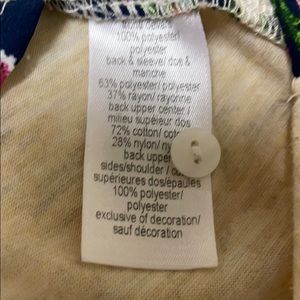 100% polyester/
polyester
back & sleeve/ dos &
manche
63% polyester/ polyester
37% rayon/ rayonne
back upper center /
milieu supérieur dos
72% cotton/
28% nylon/
back upper
sides/shoulder /
supérieures dos/épaules
100% polyester/
polyester
exclusive of decoration/
sauf décoration